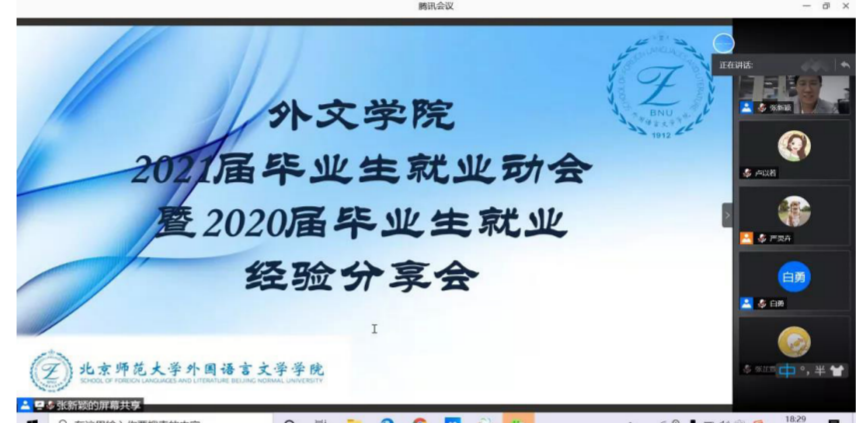 腾讯会议
外文学院
2021届毕业生就业动会
暨2020届毕业生就业
经验分享会
BNU
1912
北京师范大学外国语言文学学院
SCHOOL OF FOREIGN LANGUAGES AND LITERATURE BEIJING NORMAL UNIVERSITY
张新颖的屏幕共享
正在讲话:
张新颖
卢以若
白勇
白勇
中 °, 半
18:29